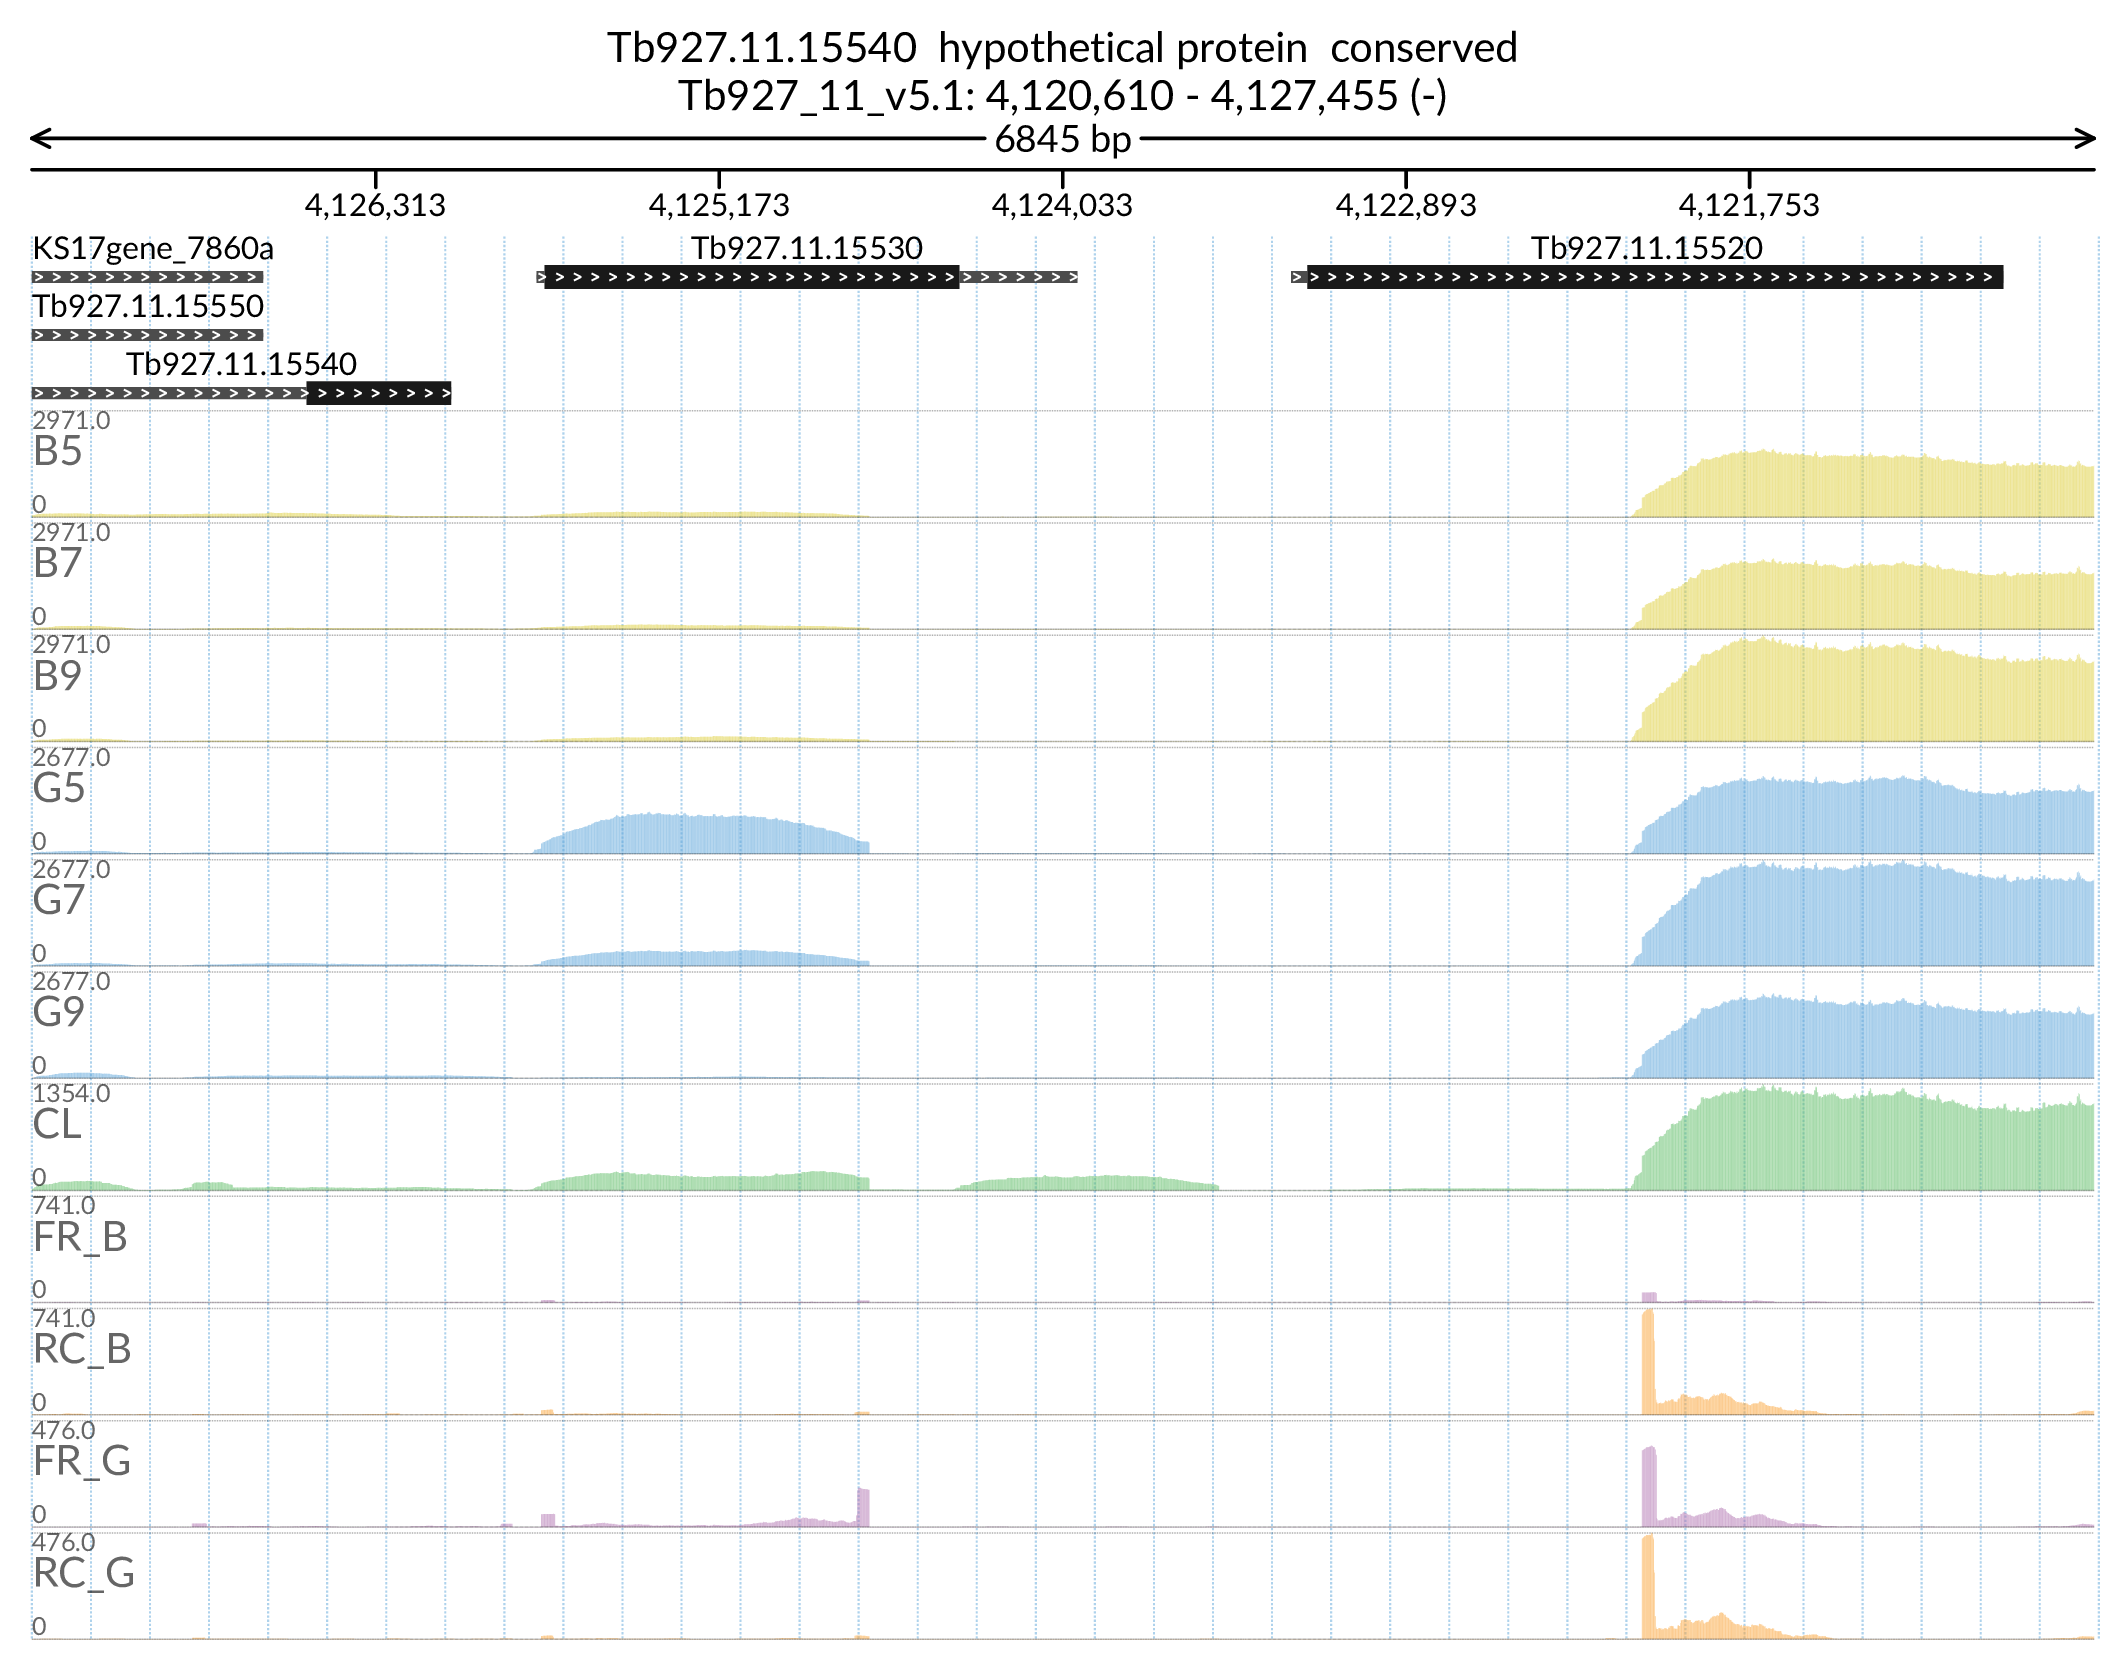 Tb927.11.15540  hypothetical protein  conserved
Tb927_11_v5.1: 4,120,610 - 4,127,455 (-)
6845 bp
4,126,313 4,125,173 4,124,033 4,122,893 4,121,753
KS17gene_7860a Tb927.11.15530 Tb927.11.15520
Tb927.11.15550
Tb927.11.15540
2971.0
B5
0
2971.0
B7
0
2971.0
B9
0
2677.0
G5
0
2677.0
G7
0
2677.0
G9
0
1354.0
CL
0
741.0
FR_B
0
741.0
RC_B
0
476.0
FR_G
0
476.0
RC_G
0